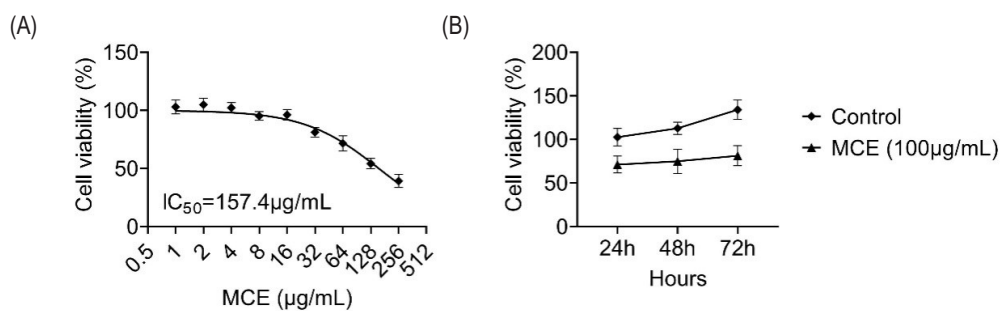 (A)
150
100
50
0
Cell viability (%)
IC50=157.4µg/mL
0.5 1 2 4 8 16 32 64 128 256 512
MCE (µg/mL)
(B)
200
150
100
50
0
Cell viability (%)
24h 48h 72h
Hours
Control
MCE (100µg/mL)